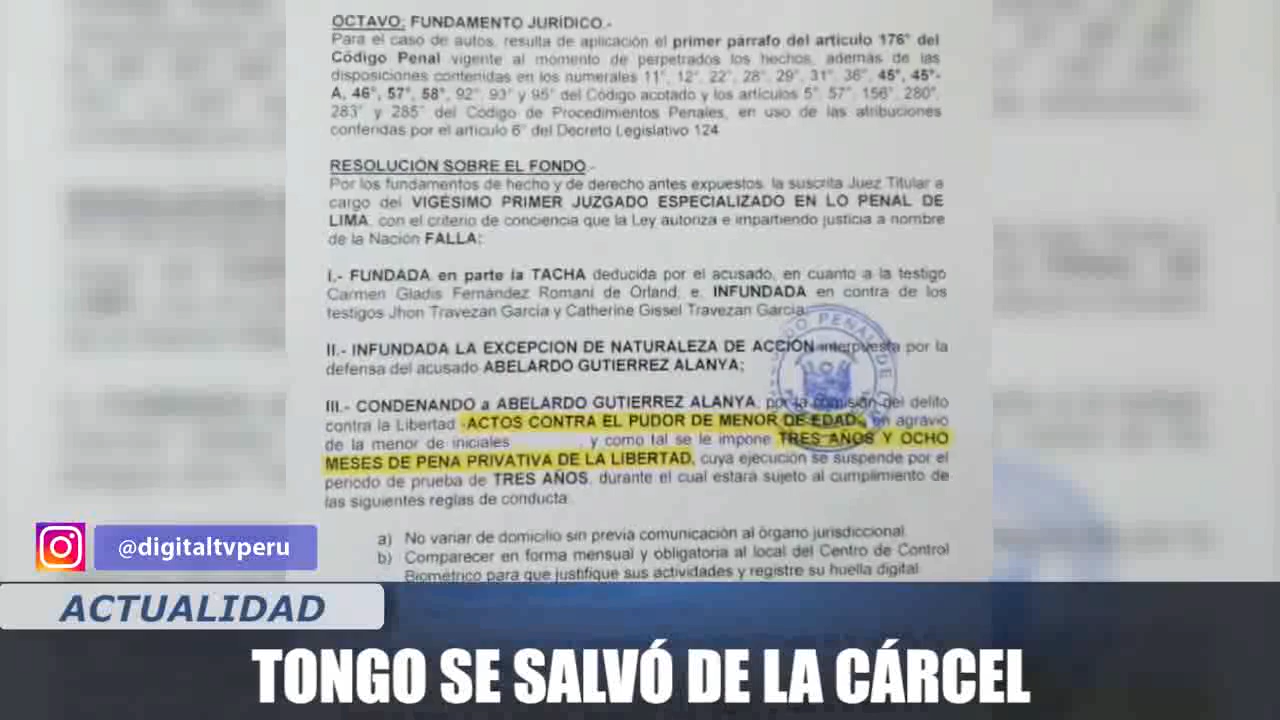 OCTAVO: FUNDAMENTO JURÍDICO.-
Para el caso de autos, resulta de aplicación el primer párrafo del artículo 176° del
Código Penal vigente al momento de perpetrados los hechos, además de las
disposiciones contenidas en los numerales 11°, 12°, 22°, 28°, 29°, 31°, 36°, 45°, 45°-
A, 46°, 57°, 58°, 92°, 93° y 95° del Código acotado y los artículos 5°, 57°, 156°, 280°,
283° y 285° del Código de Procedimientos Penales, en uso de las atribuciones
conferidas por el artículo 6° del Decreto Legislativo 124
RESOLUCIÓN SOBRE EL FONDO.-
Por los fundamentos de hecho y de derecho antes expuestos, la suscrita Juez Titular a
cargo del VIGÉSIMO PRIMER JUZGADO ESPECIALIZADO EN LO PENAL DE
LIMA, con el criterio de conciencia que la Ley autoriza e impartiendo justicia a nombre
de la Nación FALLA:
I.- FUNDADA en parte la TACHA deducida por el acusado, en cuanto a la testigo
Carmen Gladis Fernández Romaní de Orland; e, INFUNDADA en contra de los
testigos Jhon Travezan García y Catherine Gissel Travezan García;
II.- INFUNDADA LA EXCEPCION DE NATURALEZA DE ACCIÓN interpuesta por la
defensa del acusado ABELARDO GUTIERREZ ALANYA;
III.- CONDENANDO a ABELARDO GUTIERREZ ALANYA, por la comisión del delito
contra la Libertad -ACTOS CONTRA EL PUDOR DE MENOR DE EDAD-, en agravio
de la menor de iniciales , y como tal se le impone TRES AÑOS Y OCHO
MESES DE PENA PRIVATIVA DE LA LIBERTAD, cuya ejecución se suspende por el
periodo de prueba de TRES AÑOS, durante el cual estará sujeto al cumplimiento de
las siguientes reglas de conducta:
a) No variar de domicilio sin previa comunicación al órgano jurisdiccional.
b) Comparecer en forma mensual y obligatoria al local del Centro de Control
Biométrico para que justifique sus actividades y registre su huella digital
@digitaltvperu
ACTUALIDAD
TONGO SE SALVÓ DE LA CÁRCEL